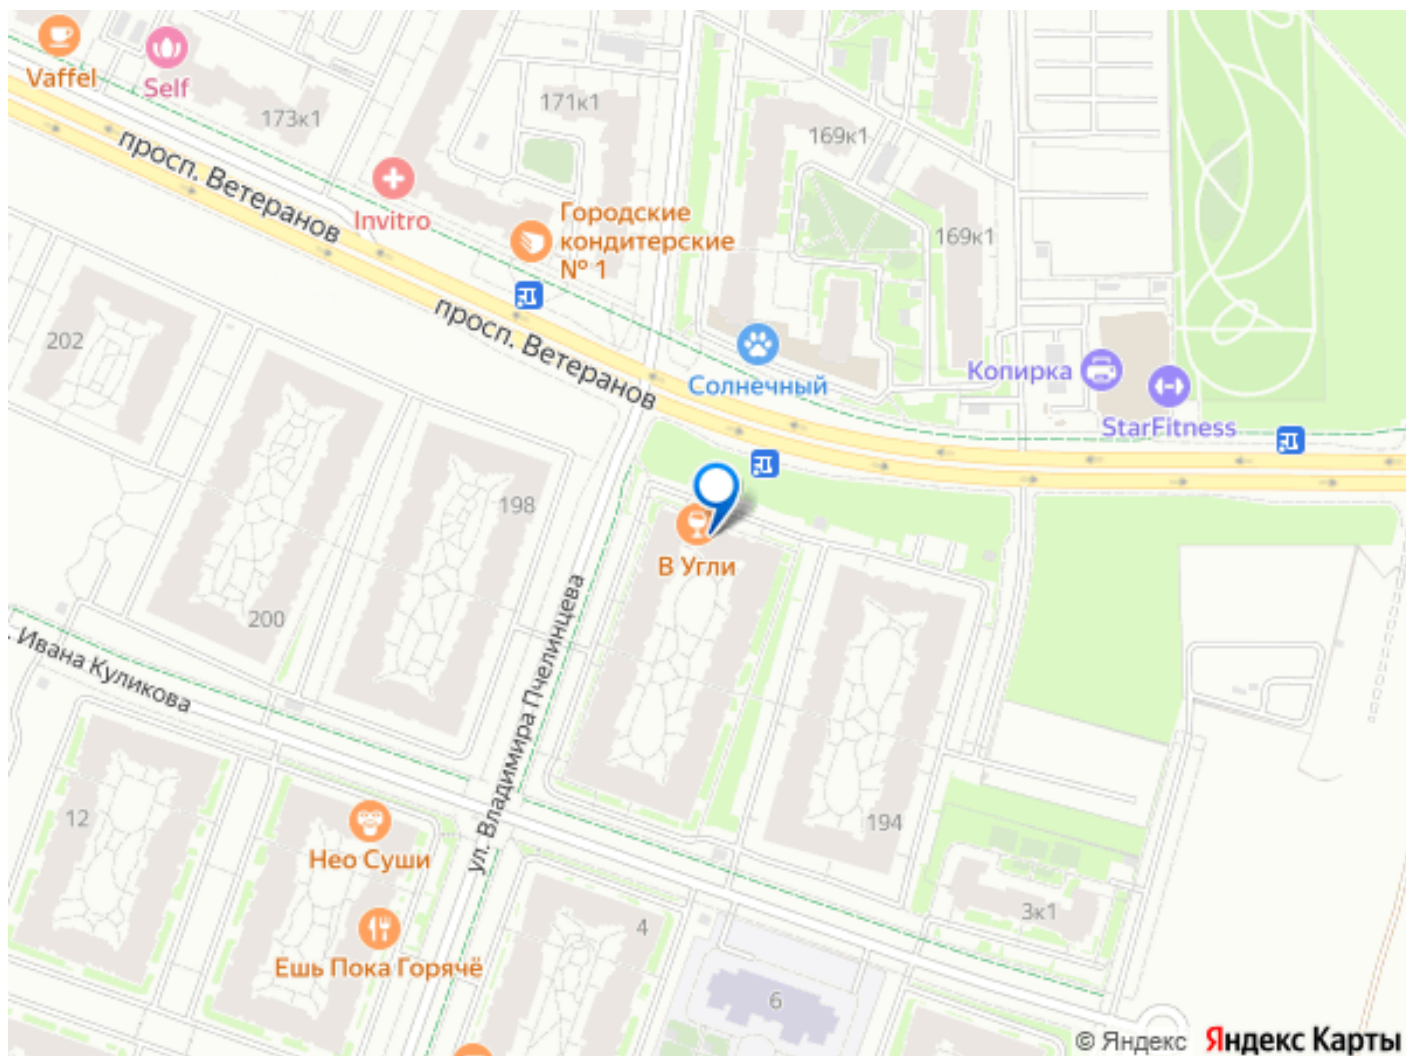 Vaffel
Self
173к1
171к1
169к1
просп. Ветеранов
Invitro
Городские
кондитерские
№ 1
169к1
202
просп. Ветеранов
Солнечный
Копирка
StarFitness
198
В Угли
200
Ивана Куликова
ул. Владимира Пчелинцева
12
194
Нео Суши
3к1
4
Ешь Пока Горячё
6
© Яндекс Яндекс Карты